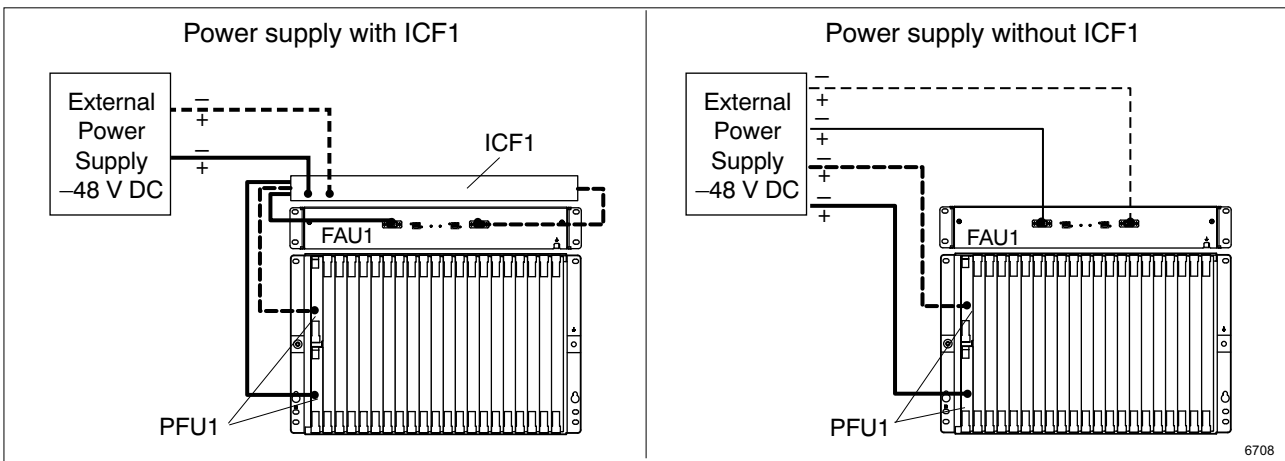 Power supply with ICF1
External
Power
Supply
–48 V DC
–
+
–
+
ICF1
FAU1
PFU1
Power supply without ICF1
External
Power
Supply
–48 V DC
–
+
–
+
–
+
–
+
FAU1
PFU1
6708